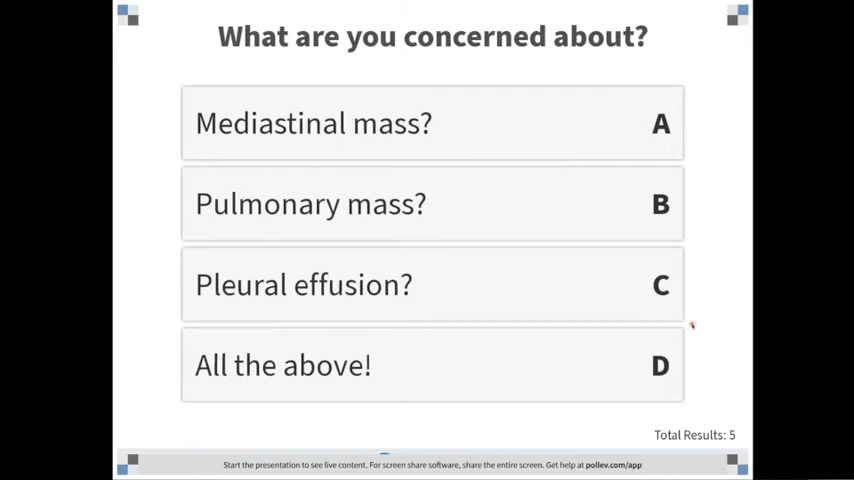 What are you concerned about?
Mediastinal mass? A
Pulmonary mass? B
Pleural effusion? C
All the above! D
Total Results: 5
Start the presentation to see live content. For screen share software, share the entire screen. Get help at pollev.com/app